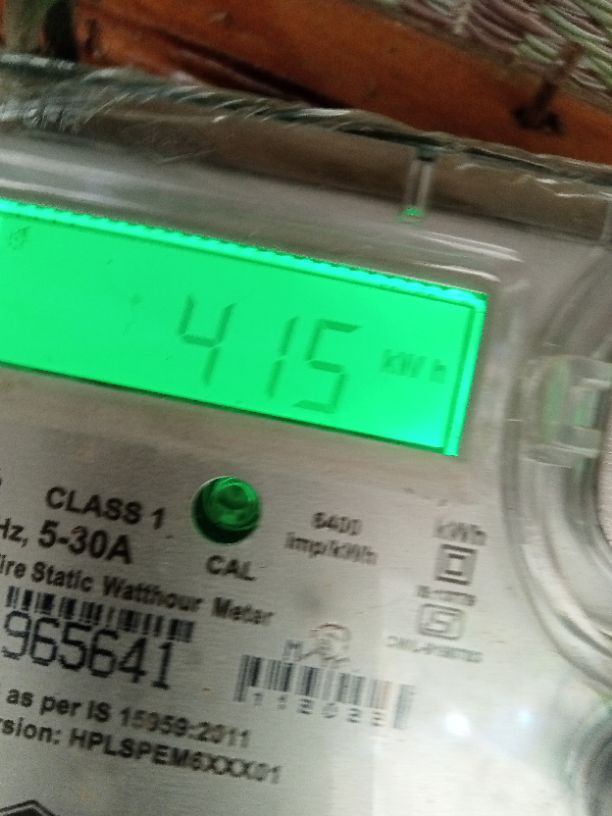 415 kWh
CLASS 1
Hz, 5-30A
CAL
6400
imp/kWh
kWh
ire Static Watthour Meter
965641
as per IS 15959:2011
rsion: HPLSPEM6XXX01